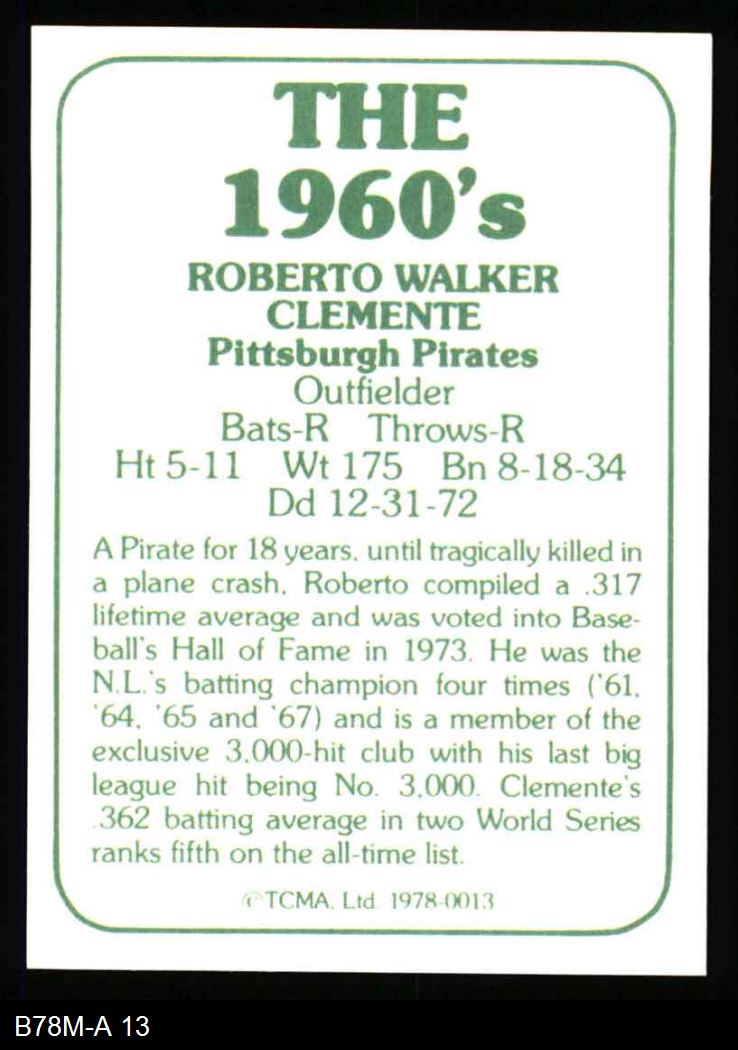 THE
1960's
ROBERTO WALKER
CLEMENTE
Pittsburgh Pirates
Outfielder
Bats-R Throws-R
Ht 5-11 Wt 175 Bn 8-18-34
Dd 12-31-72
A Pirate for 18 years, until tragically killed in
a plane crash, Roberto compiled a .317
lifetime average and was voted into Base-
ball's Hall of Fame in 1973. He was the
N.L.'s batting champion four times ('61,
'64, '65 and '67) and is a member of the
exclusive 3,000-hit club with his last big
league hit being No. 3,000. Clemente's
.362 batting average in two World Series
ranks fifth on the all-time list.
©TCMA, Ltd. 1978-0013
B78M-A 13